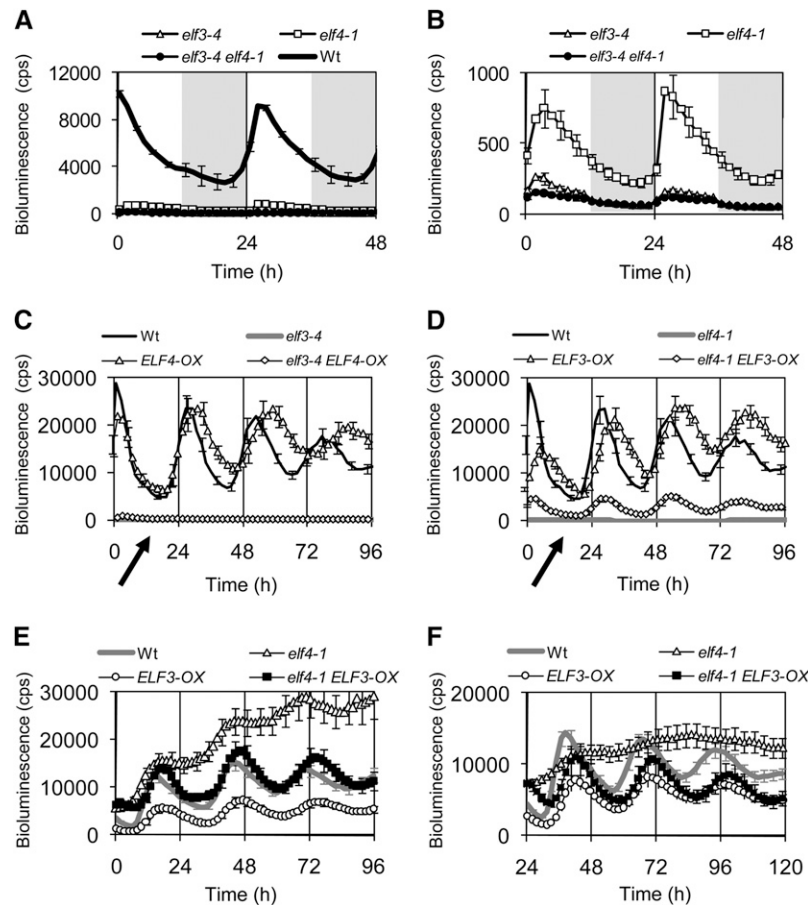 A
elf3-4
elf4-1
elf3-4 elf4-1
Wt
Bioluminescence (cps)
12000
8000
4000
0
0
24
48
Time (h)
B
elf3-4
elf4-1
elf3-4 elf4-1
Bioluminescence (cps)
1000
500
0
0
24
48
Time (h)
C
Wt
elf3-4
ELF4-OX
elf3-4 ELF4-OX
Bioluminescence (cps)
30000
20000
10000
0
0
24
48
72
96
Time (h)
D
Wt
elf4-1
ELF3-OX
elf4-1 ELF3-OX
Bioluminescence (cps)
30000
20000
10000
0
0
24
48
72
96
Time (h)
E
Wt
elf4-1
ELF3-OX
elf4-1 ELF3-OX
Bioluminescence (cps)
30000
20000
10000
0
0
24
48
72
96
Time (h)
F
Wt
elf4-1
ELF3-OX
elf4-1 ELF3-OX
Bioluminescence (cps)
20000
10000
0
24
48
72
96
120
Time (h)